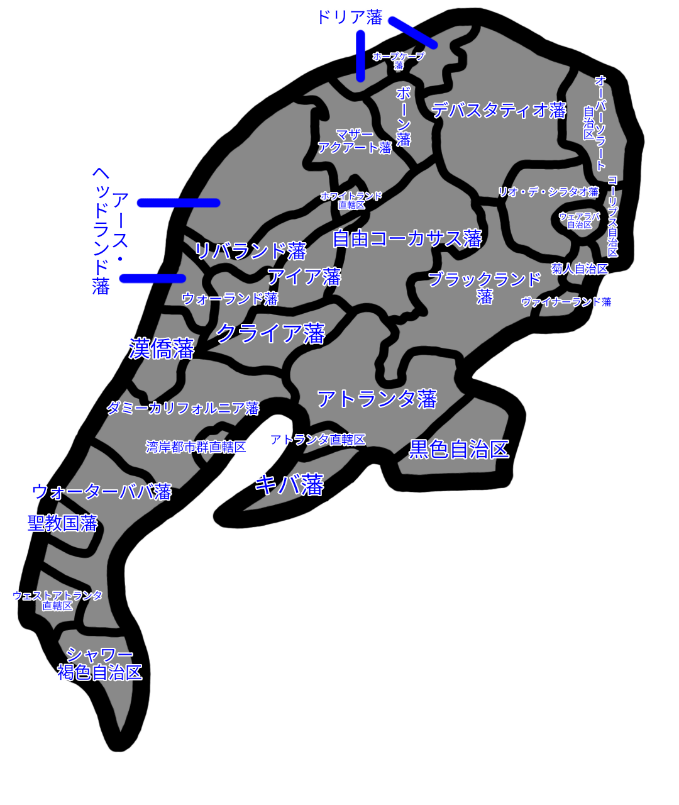 ドリア藩
ホープケープ
藩
オーバーソラート
自治区
ポーン藩
デバスタティオ藩
マザー
アクアート藩
アース・
ヘッドランド藩
コーリプス自治区
リオ・デ・シラタオ藩
ホワイトランド
直轄区
ウェアラバ
自治区
リバランド藩
自由コーカサス藩
菊人自治区
アイア藩
ブラックランド
藩
ウォーランド藩
ヴァイナーランド藩
クライア藩
漢僑藩
アトランタ藩
ダミーカリフォルニア藩
アトランタ直轄区
湾岸都市群直轄区
黒色自治区
キバ藩
ウォーターババ藩
聖教国藩
ウェストアトランタ
直轄区
シャワー
褐色自治区